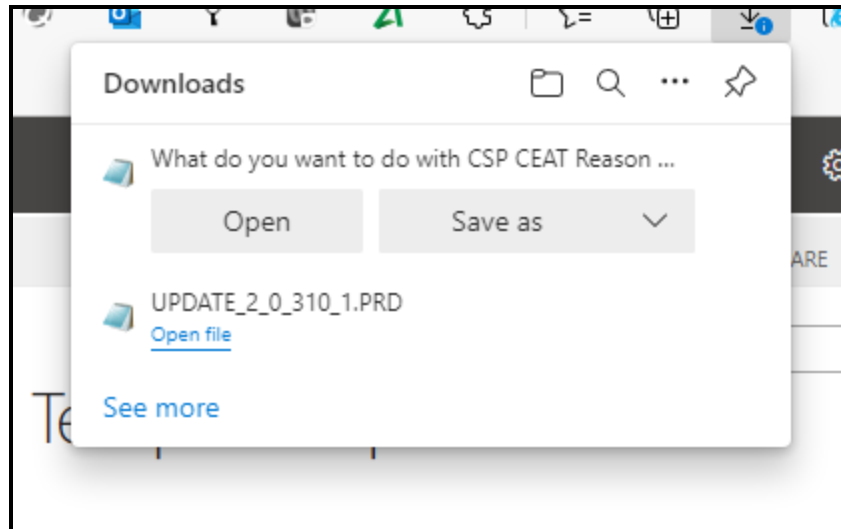 Downloads
What do you want to do with CSP CEAT Reason ...
Open
Save as
ARE
UPDATE_2_0_310_1.PRD
Open file
See more
Te